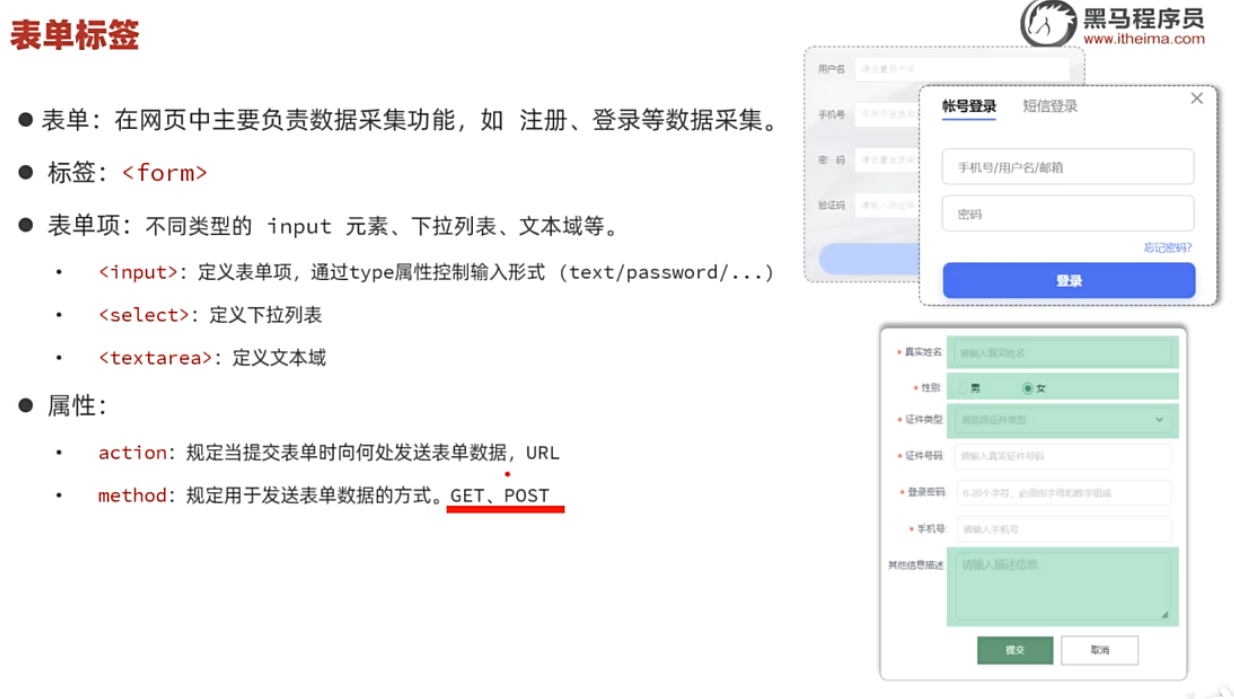 表单标签
黑马程序员
www.itheima.com
● 表单：在网页中主要负责数据采集功能，如 注册、登录等数据采集。
● 标签：<form>
● 表单项：不同类型的 input 元素、下拉列表、文本域等。
• <input>：定义表单项，通过type属性控制输入形式（text/password/...）
• <select>：定义下拉列表
• <textarea>：定义文本域
● 属性：
• action：规定当提交表单时向何处发送表单数据，URL
• method：规定用于发送表单数据的方式。GET、POST
用户名 请设置用户名
手机号
密 码
验证码
帐号登录 短信登录
手机号/用户名/邮箱
密码
忘记密码?
登录
* 真实姓名: 请输入真实姓名
* 性别: 男 女
* 证件类型: 请选择证件类型
* 证件号码: 请输入真实证件号码
* 登录密码: 6-20个字符，必须由字母和数字组成
* 手机号: 请输入手机号
其他信息描述: 请输入描述信息
提交 取消